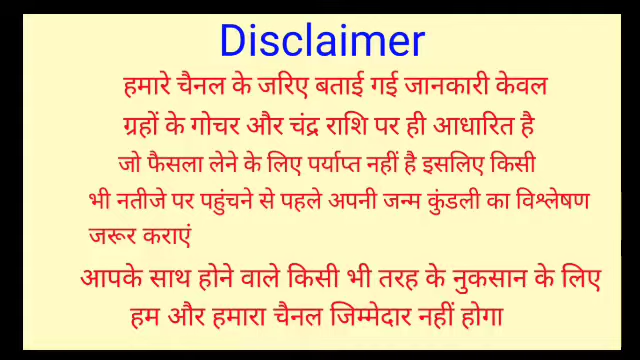 Disclaimer
हमारे चैनल के जरिए बताई गई जानकारी केवल
ग्रहों के गोचर और चंद्र राशि पर ही आधारित है
जो फैसला लेने के लिए पर्याप्त नहीं है इसलिए किसी
भी नतीजे पर पहुंचने से पहले अपनी जन्म कुंडली का विश्लेषण
जरूर कराएं
आपके साथ होने वाले किसी भी तरह के नुकसान के लिए
हम और हमारा चैनल जिम्मेदार नहीं होगा